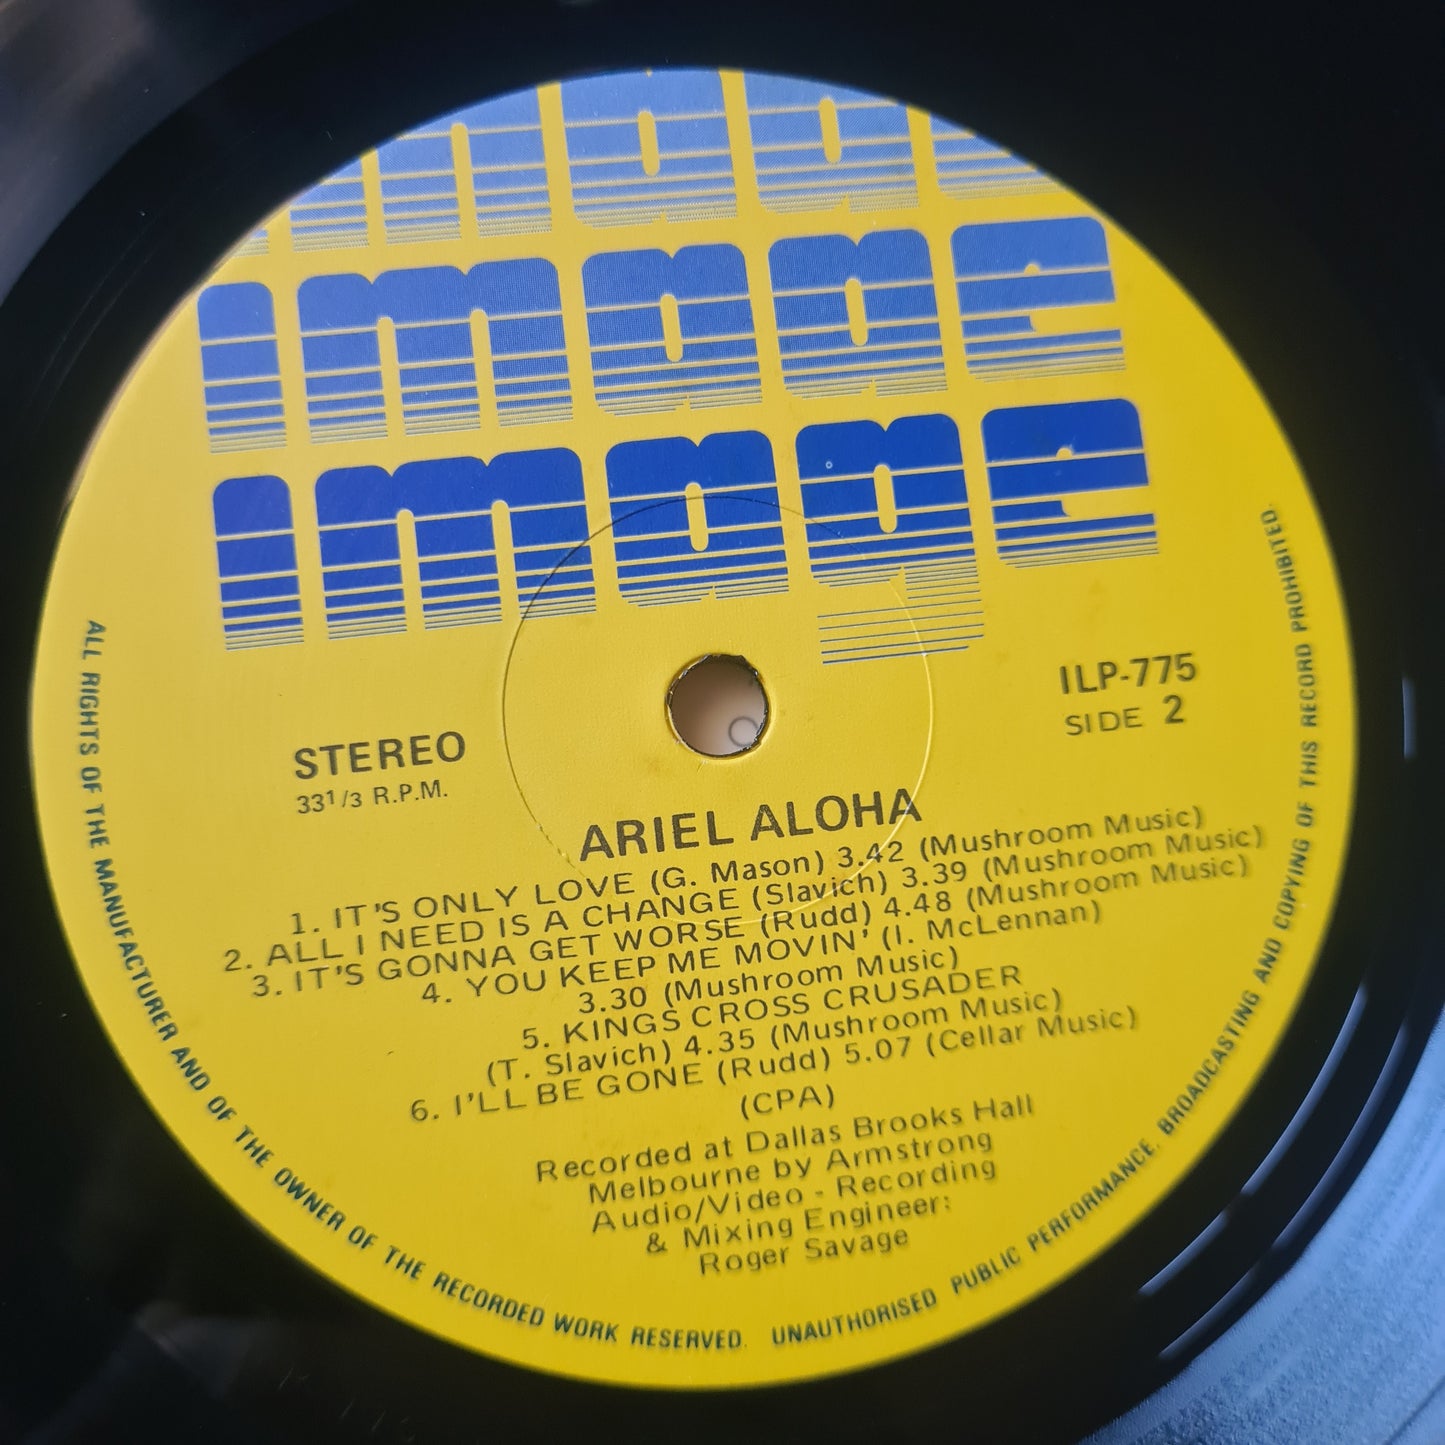 image
image
image
ILP-775
SIDE 2
STEREO
33 1/3 R.P.M.
ARIEL ALOHA
1. IT'S ONLY LOVE (G. Mason) 3.42 (Mushroom Music)
2. ALL I NEED IS A CHANGE (Slavich) 3.39 (Mushroom Music)
3. IT'S GONNA GET WORSE (Rudd) 4.48 (Mushroom Music)
4. YOU KEEP ME MOVIN' (I. McLennan)
3.30 (Mushroom Music)
5. KINGS CROSS CRUSADER
(T. Slavich) 4.35 (Mushroom Music)
6. I'LL BE GONE (Rudd) 5.07 (Cellar Music)
(CPA)
Recorded at Dallas Brooks Hall
Melbourne by Armstrong
Audio/Video - Recording
& Mixing Engineer:
Roger Savage
ALL RIGHTS OF THE MANUFACTURER AND OF THE OWNER OF THE RECORDED WORK RESERVED. UNAUTHORISED PUBLIC PERFORMANCE, BROADCASTING AND COPYING OF THIS RECORD PROHIBITED.